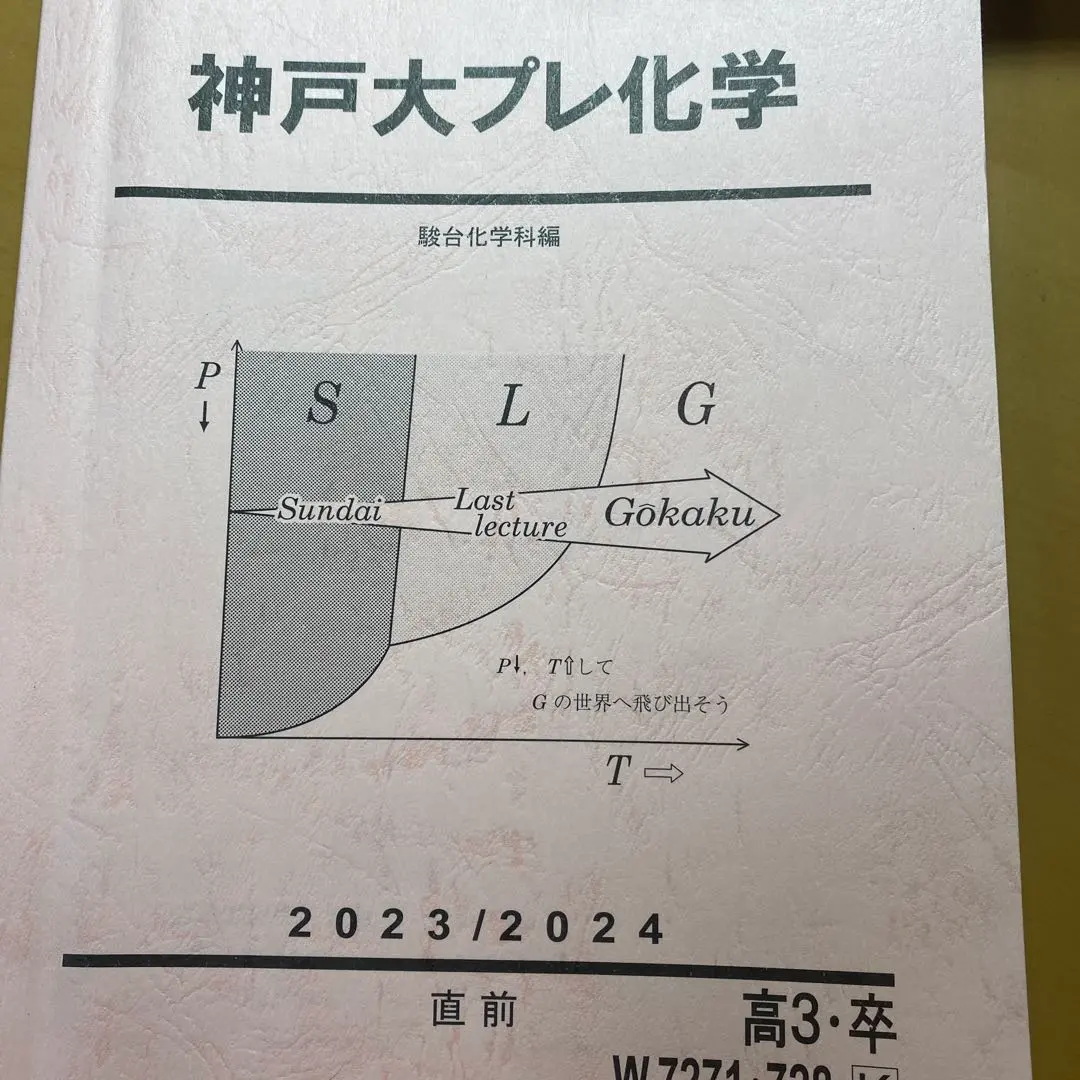 神戸大プレ化学
駿台化学科編
P
↓
S L G
Sundai Last lecture Gōkaku
P⬇, T⇧して
Gの世界へ飛び出そう
T ⇨
2023/2024
直前
高3・卒